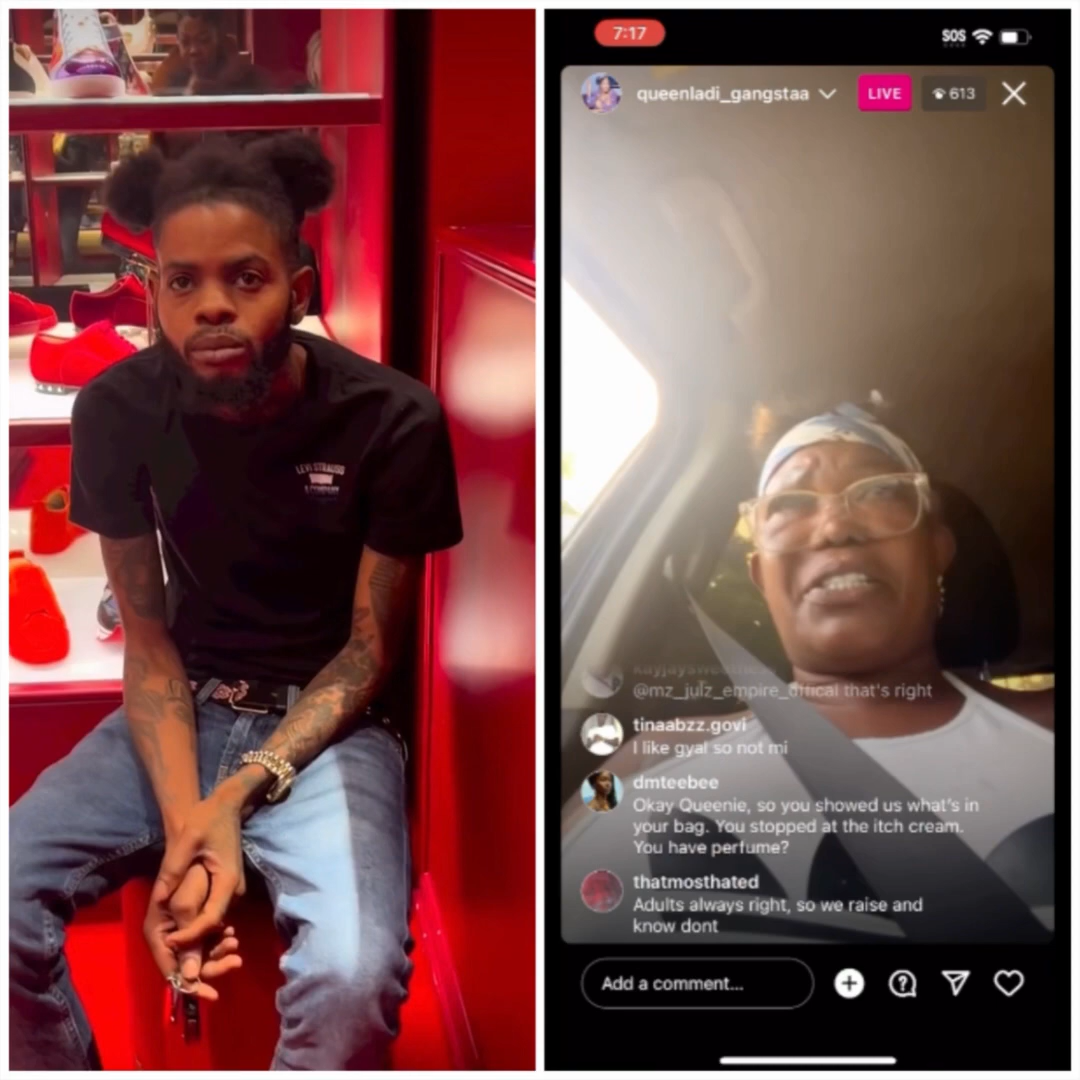 LEVI STRAUSS
& COMPANY
7:17
SOS
queenladi_gangstaa
LIVE
613
@mz_julz_empire_offical that's right
tinaabzz.govi
I like gyal so not mi
dmteebee
Okay Queenie, so you showed us what's in
your bag. You stopped at the itch cream.
You have perfume?
thatmosthated
Adults always right, so we raise and
know dont
Add a comment...